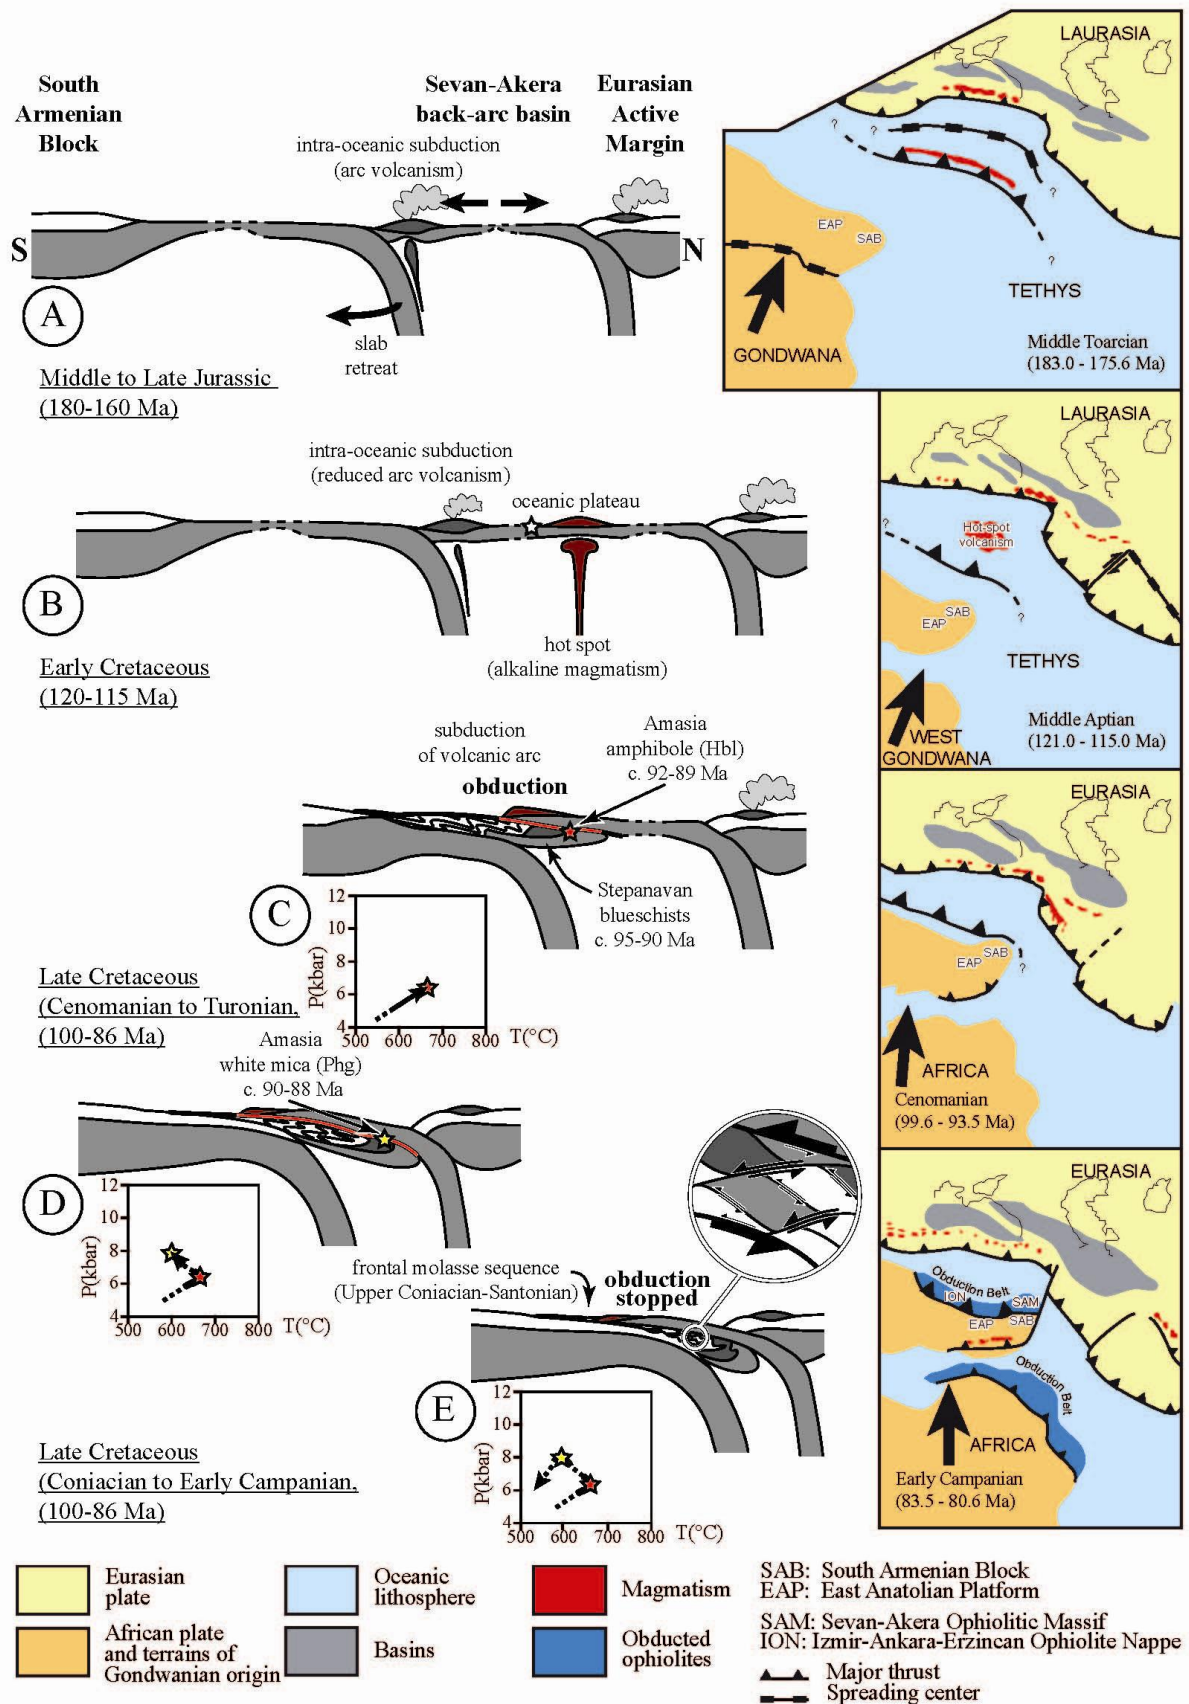 South
Armenian
Block
Sevan-Akera
back-arc basin
Eurasian
Active
Margin
intra-oceanic subduction
(arc volcanism)
S
N
A
slab
retreat
Middle to Late Jurassic
(180-160 Ma)
LAURASIA
?
?
?
?
EAP
SAB
TETHYS
GONDWANA
Middle Toarcian
(183.0 - 175.6 Ma)
intra-oceanic subduction
(reduced arc volcanism)
oceanic plateau
B
hot spot
(alkaline magmatism)
Early Cretaceous
(120-115 Ma)
LAURASIA
?
Hot-spot
volcanism
SAB
EAP
?
TETHYS
WEST
GONDWANA
Middle Aptian
(121.0 - 115.0 Ma)
subduction
of volcanic arc
obduction
Amasia
amphibole (Hbl)
c. 92-89 Ma
Stepanavan
blueschists
c. 95-90 Ma
C
12
10
8
6
4
P(kbar)
500 600 700 800 T(°C)
Late Cretaceous
(Cenomanian to Turonian,
(100-86 Ma)
EURASIA
SAB
EAP
?
AFRICA
Cenomanian
(99.6 - 93.5 Ma)
Amasia
white mica (Phg)
c. 90-88 Ma
D
12
10
8
6
4
P(kbar)
500 600 700 800 T(°C)
frontal molasse sequence
(Upper Coniacian-Santonian)
obduction
stopped
E
12
10
8
6
4
P(kbar)
500 600 700 800 T(°C)
Late Cretaceous
(Coniacian to Early Campanian,
(100-86 Ma)
EURASIA
Obduction Belt
ION
SAM
EAP
SAB
Obduction Belt
AFRICA
Early Campanian
(83.5 - 80.6 Ma)
Eurasian
plate
African plate
and terrains of
Gondwanian origin
Oceanic
lithosphere
Basins
Magmatism
Obducted
ophiolites
SAB: South Armenian Block
EAP: East Anatolian Platform
SAM: Sevan-Akera Ophiolitic Massif
ION: Izmir-Ankara-Erzincan Ophiolite Nappe
Major thrust
Spreading center